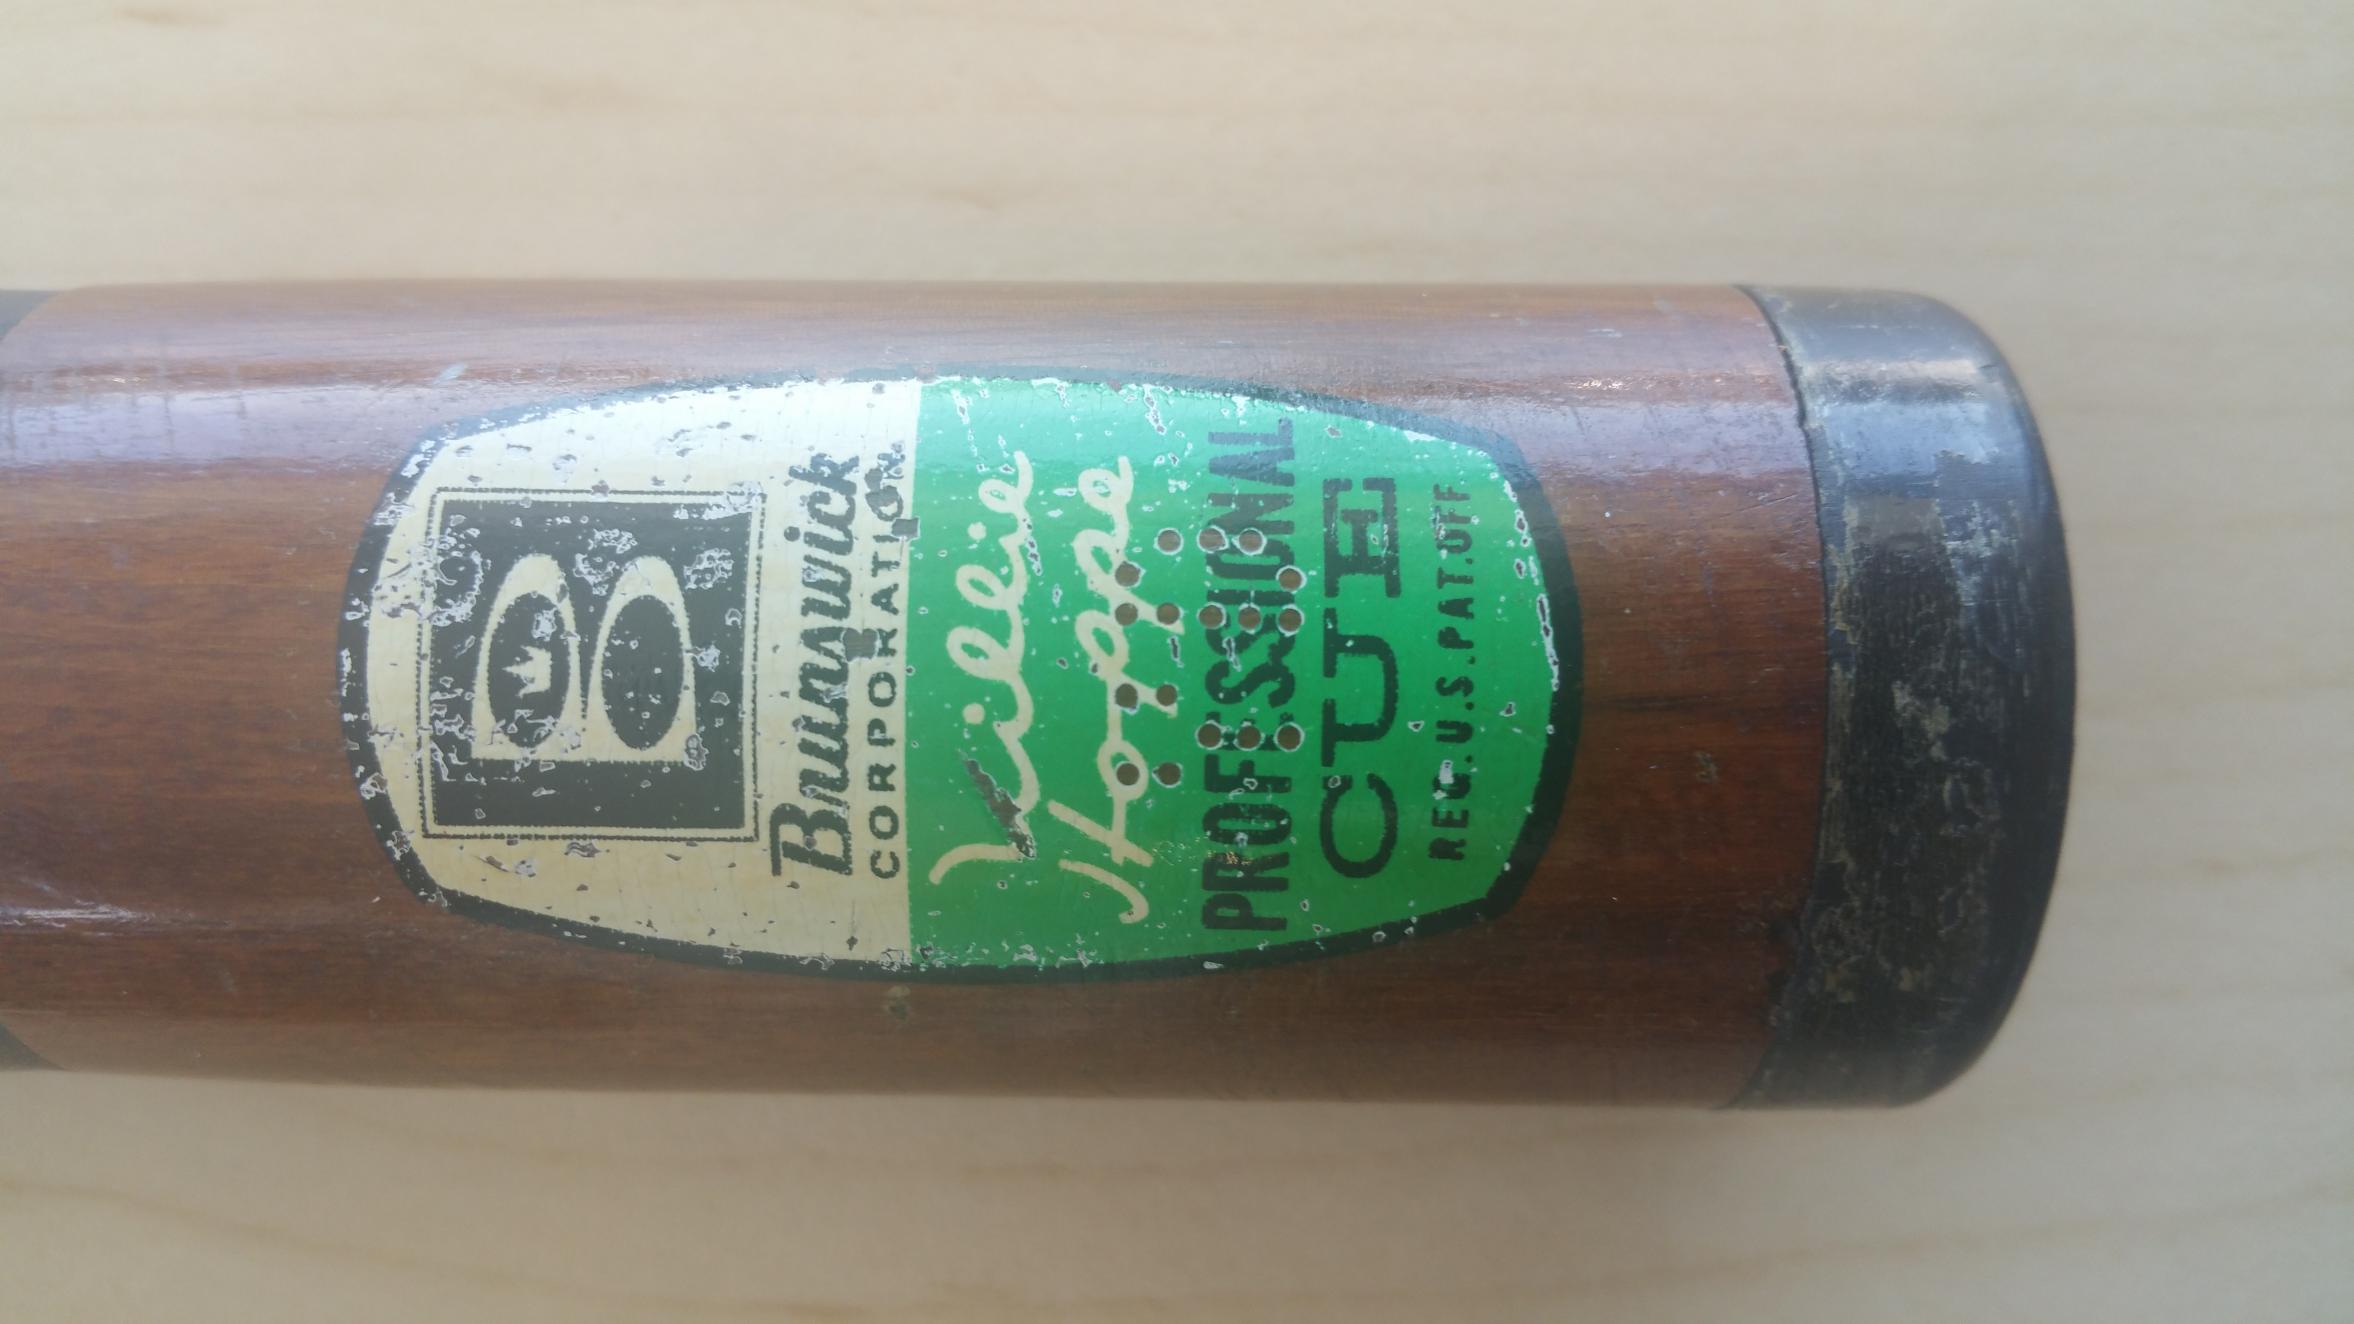 B
Brunswick
CORPORATION
Willie
Hoppe
PROFESSIONAL
CUE
REG.U.S.PAT.OFF